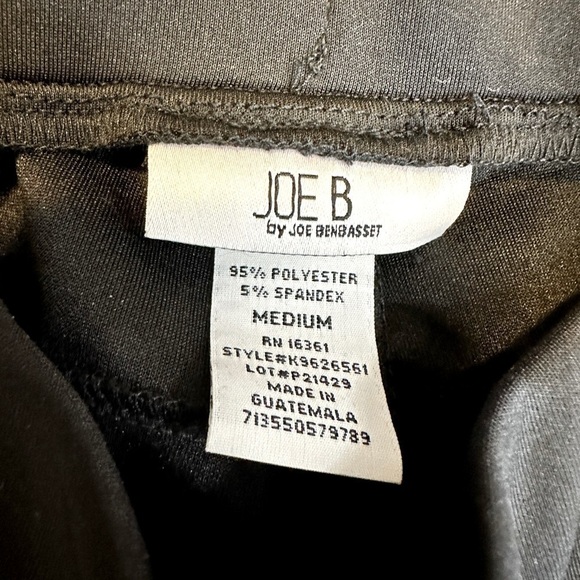 JOE B
by JOE BENBASSET
95% POLYESTER
5% SPANDEX
MEDIUM
RN 16361
STYLE#K9626561
LOT#P21429
MADE IN
GUATEMALA
713550579789